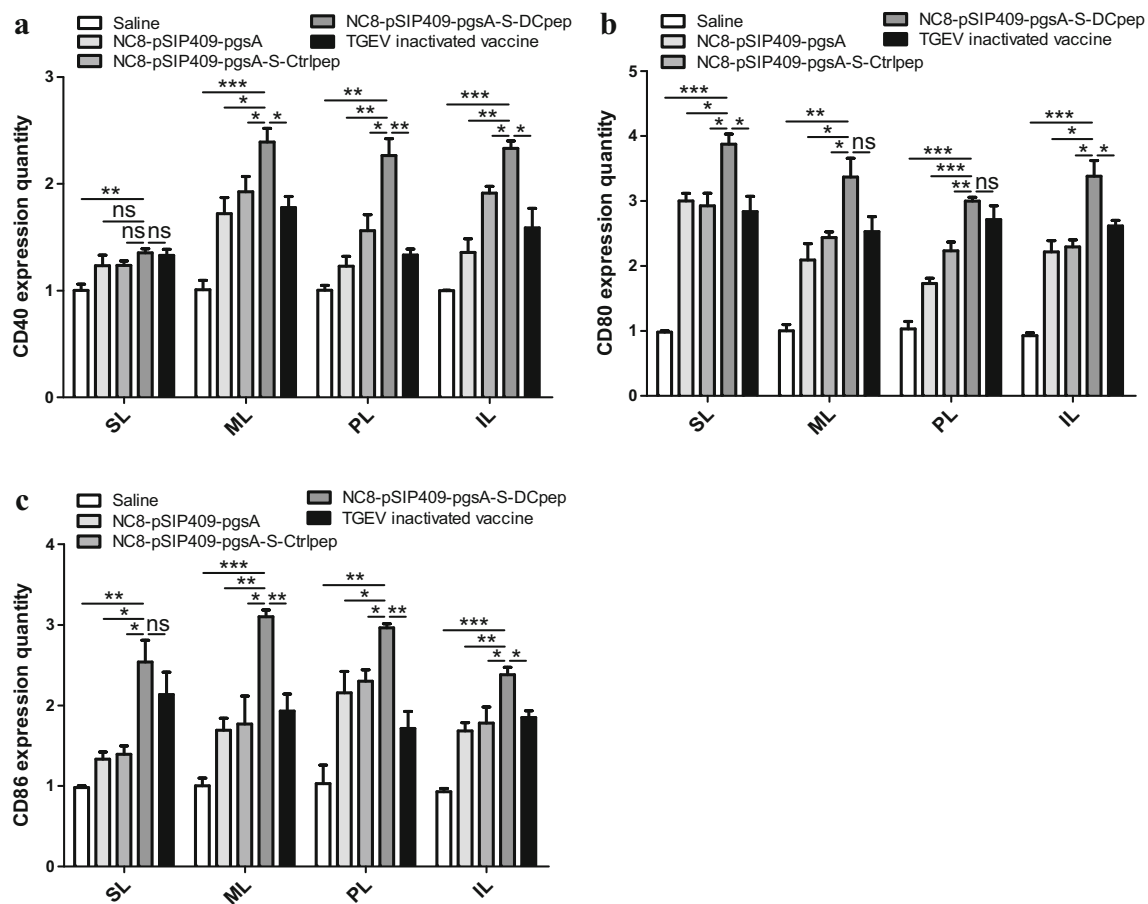 a
Saline
NC8-pSIP409-pgsA
NC8-pSIP409-pgsA-S-Ctrlpep
NC8-pSIP409-pgsA-S-DCpep
TGEV inactivated vaccine
CD40 expression quantity
3
2
1
0
**
ns
ns ns
***
*
* *
**
**
* **
***
**
* *
SL
ML
PL
IL
b
Saline
NC8-pSIP409-pgsA
NC8-pSIP409-pgsA-S-Ctrlpep
NC8-pSIP409-pgsA-S-DCpep
TGEV inactivated vaccine
CD80 expression quantity
5
4
3
2
1
0
***
*
* *
**
*
* ns
***
***
** ns
***
*
* *
SL
ML
PL
IL
c
Saline
NC8-pSIP409-pgsA
NC8-pSIP409-pgsA-S-Ctrlpep
NC8-pSIP409-pgsA-S-DCpep
TGEV inactivated vaccine
CD86 expression quantity
4
3
2
1
0
**
*
* ns
***
**
* **
**
*
* **
***
**
* *
SL
ML
PL
IL